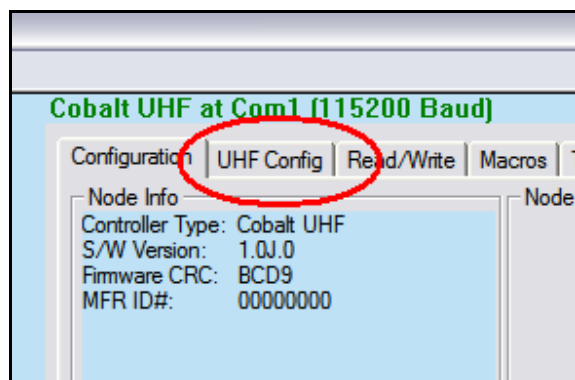 Cobalt UHF at Com1 (115200 Baud)
Configuration UHF Config Read/Write Macros
Node Info Node
Controller Type: Cobalt UHF
S/W Version: 1.0J.0
Firmware CRC: BCD9
MFR ID#: 00000000